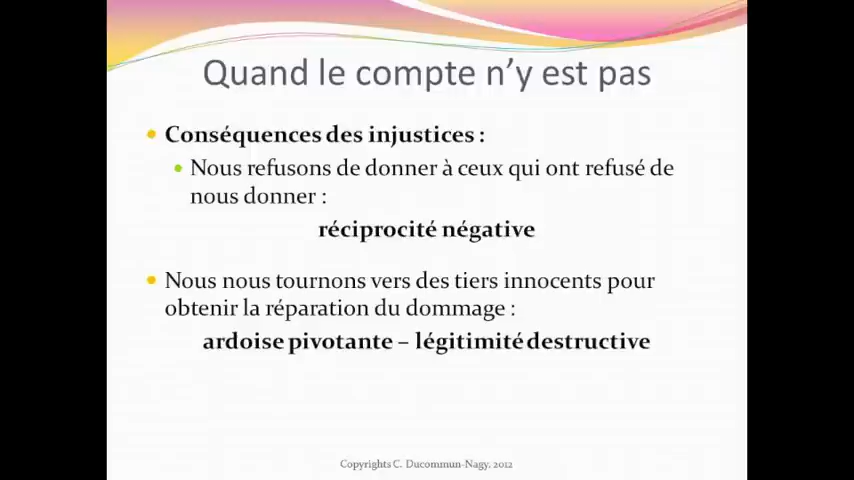 Quand le compte n’y est pas
Conséquences des injustices :
Nous refusons de donner à ceux qui ont refusé de
nous donner :
réciprocité négative
Nous nous tournons vers des tiers innocents pour
obtenir la réparation du dommage :
ardoise pivotante – légitimité destructive
Copyrights C. Ducommun-Nagy, 2012